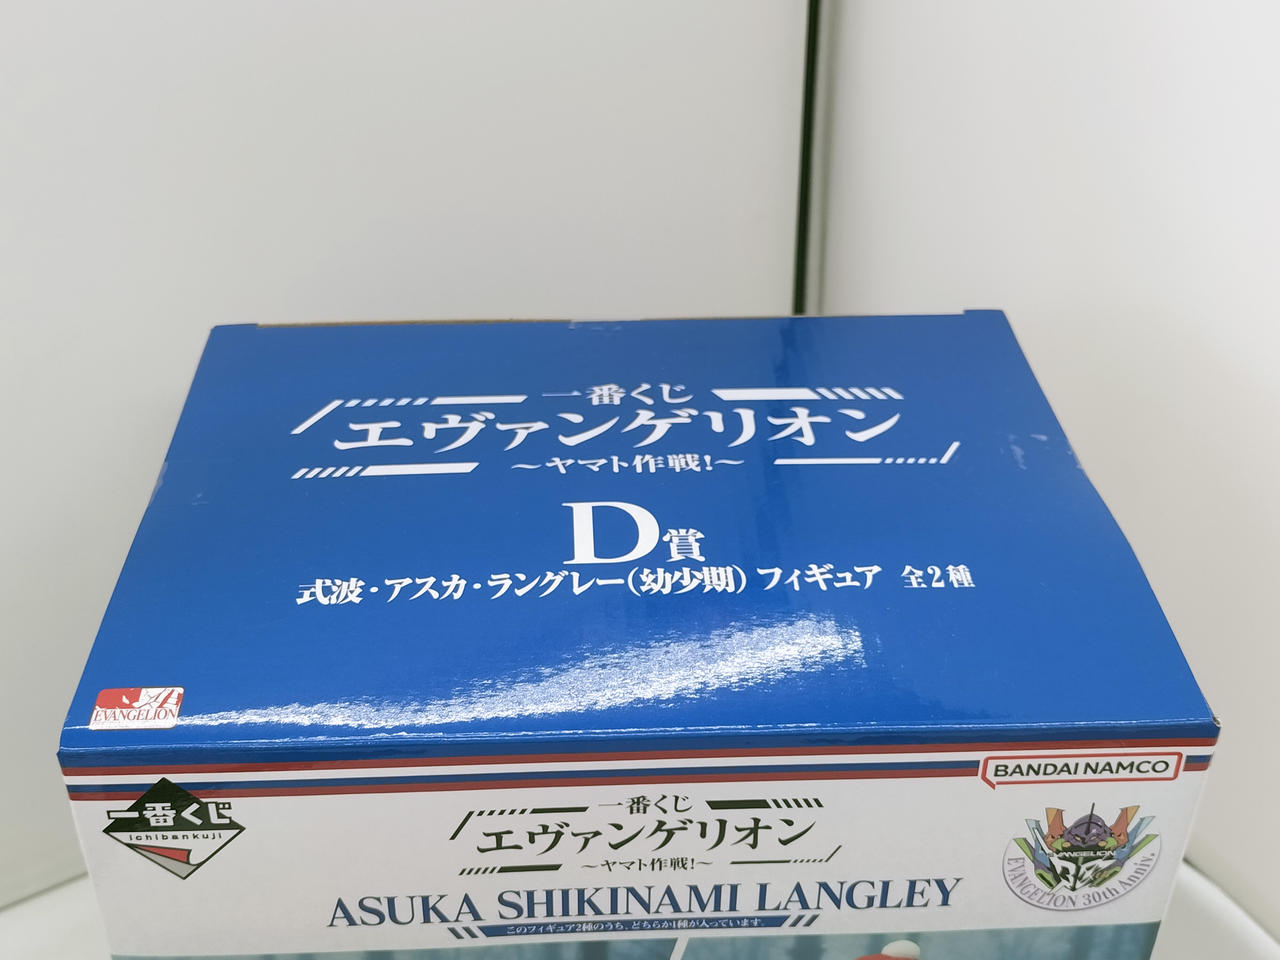 一番くじ
エヴァンゲリオン
～ヤマト作戦!～
D賞
式波・アスカ・ラングレー(幼少期) フィギュア 全2種
EVANGELION
BANDAI NAMCO
一番くじ
ichibankuji
一番くじ
エヴァンゲリオン
～ヤマト作戦!～
EVANGELION
EVANGELION 30th Anniv.
ASUKA SHIKINAMI LANGLEY
このフィギュア2種のうち、どちらか1種が入っています。